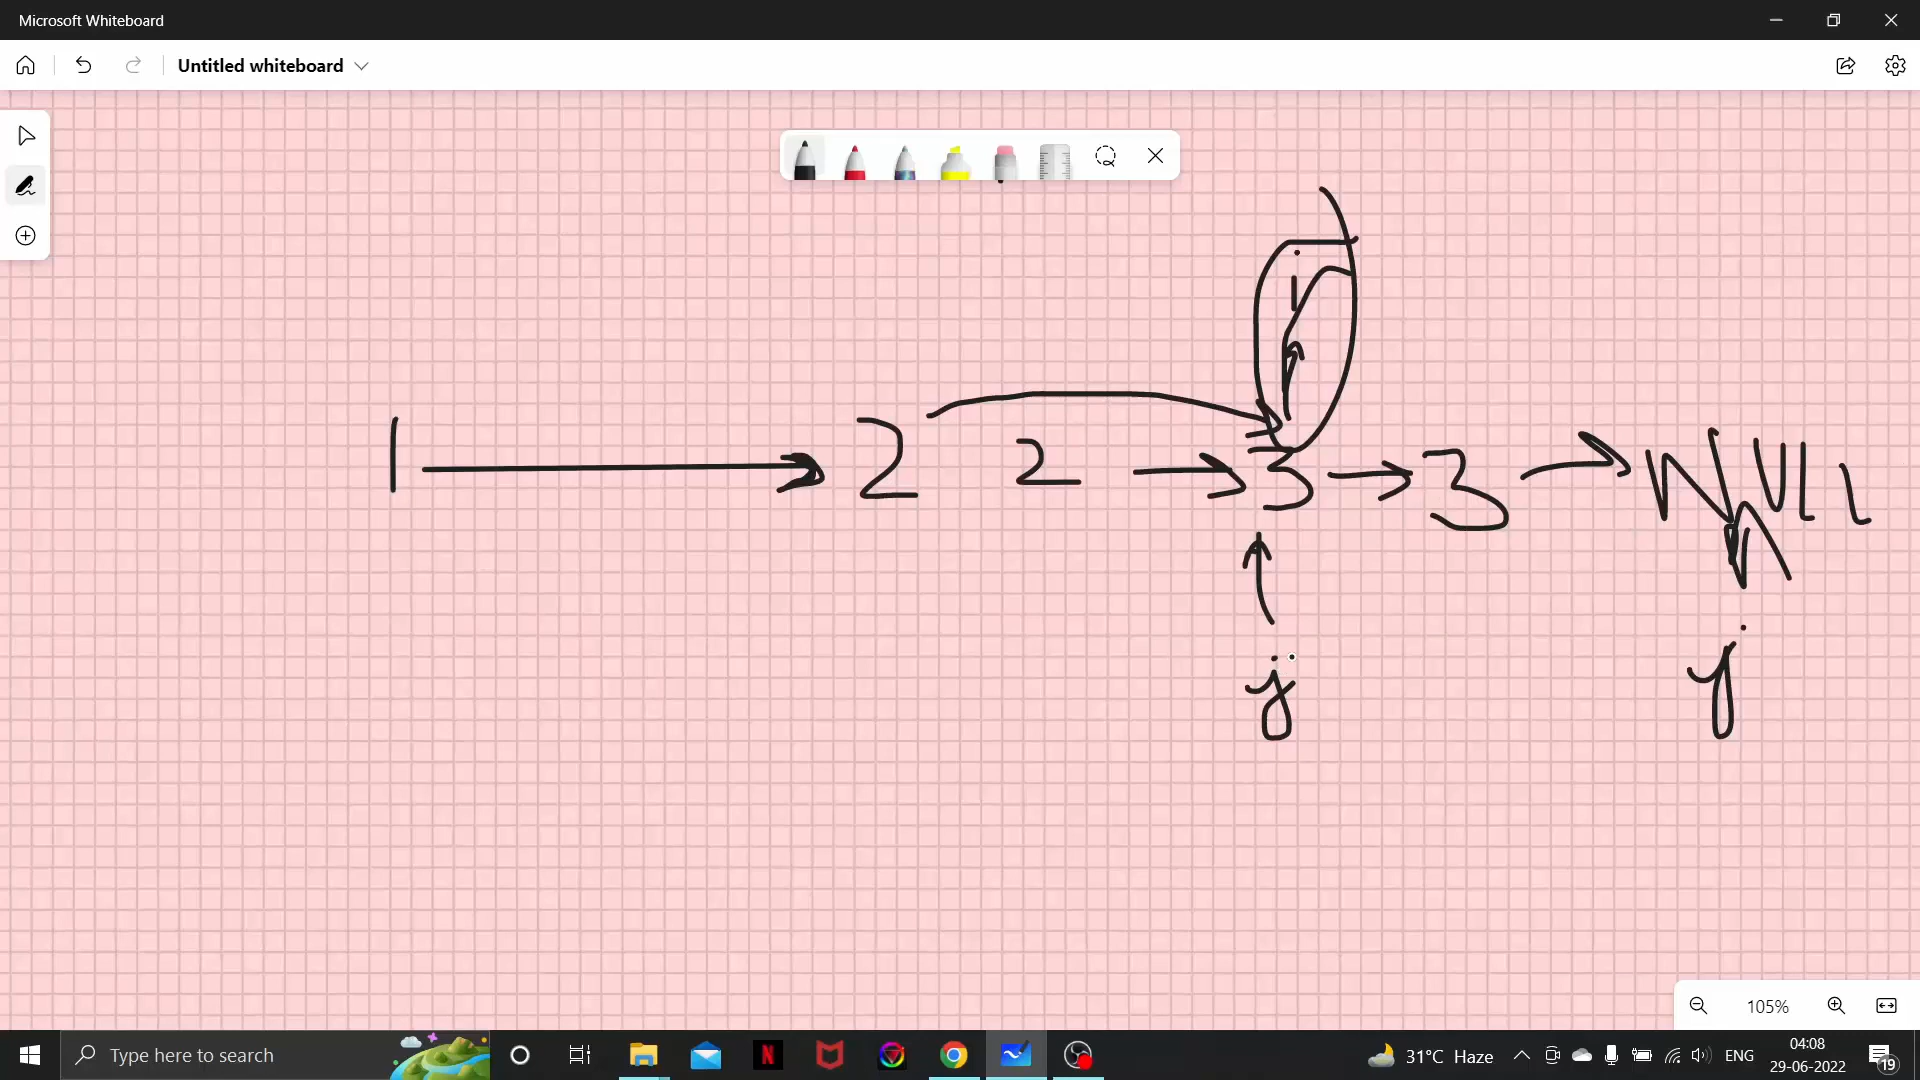 Microsoft Whiteboard
Untitled whiteboard
i
1 2 2 3 3 NULL
j j
105%
Type here to search
31°C Haze
ENG
04:08
29-06-2022
19